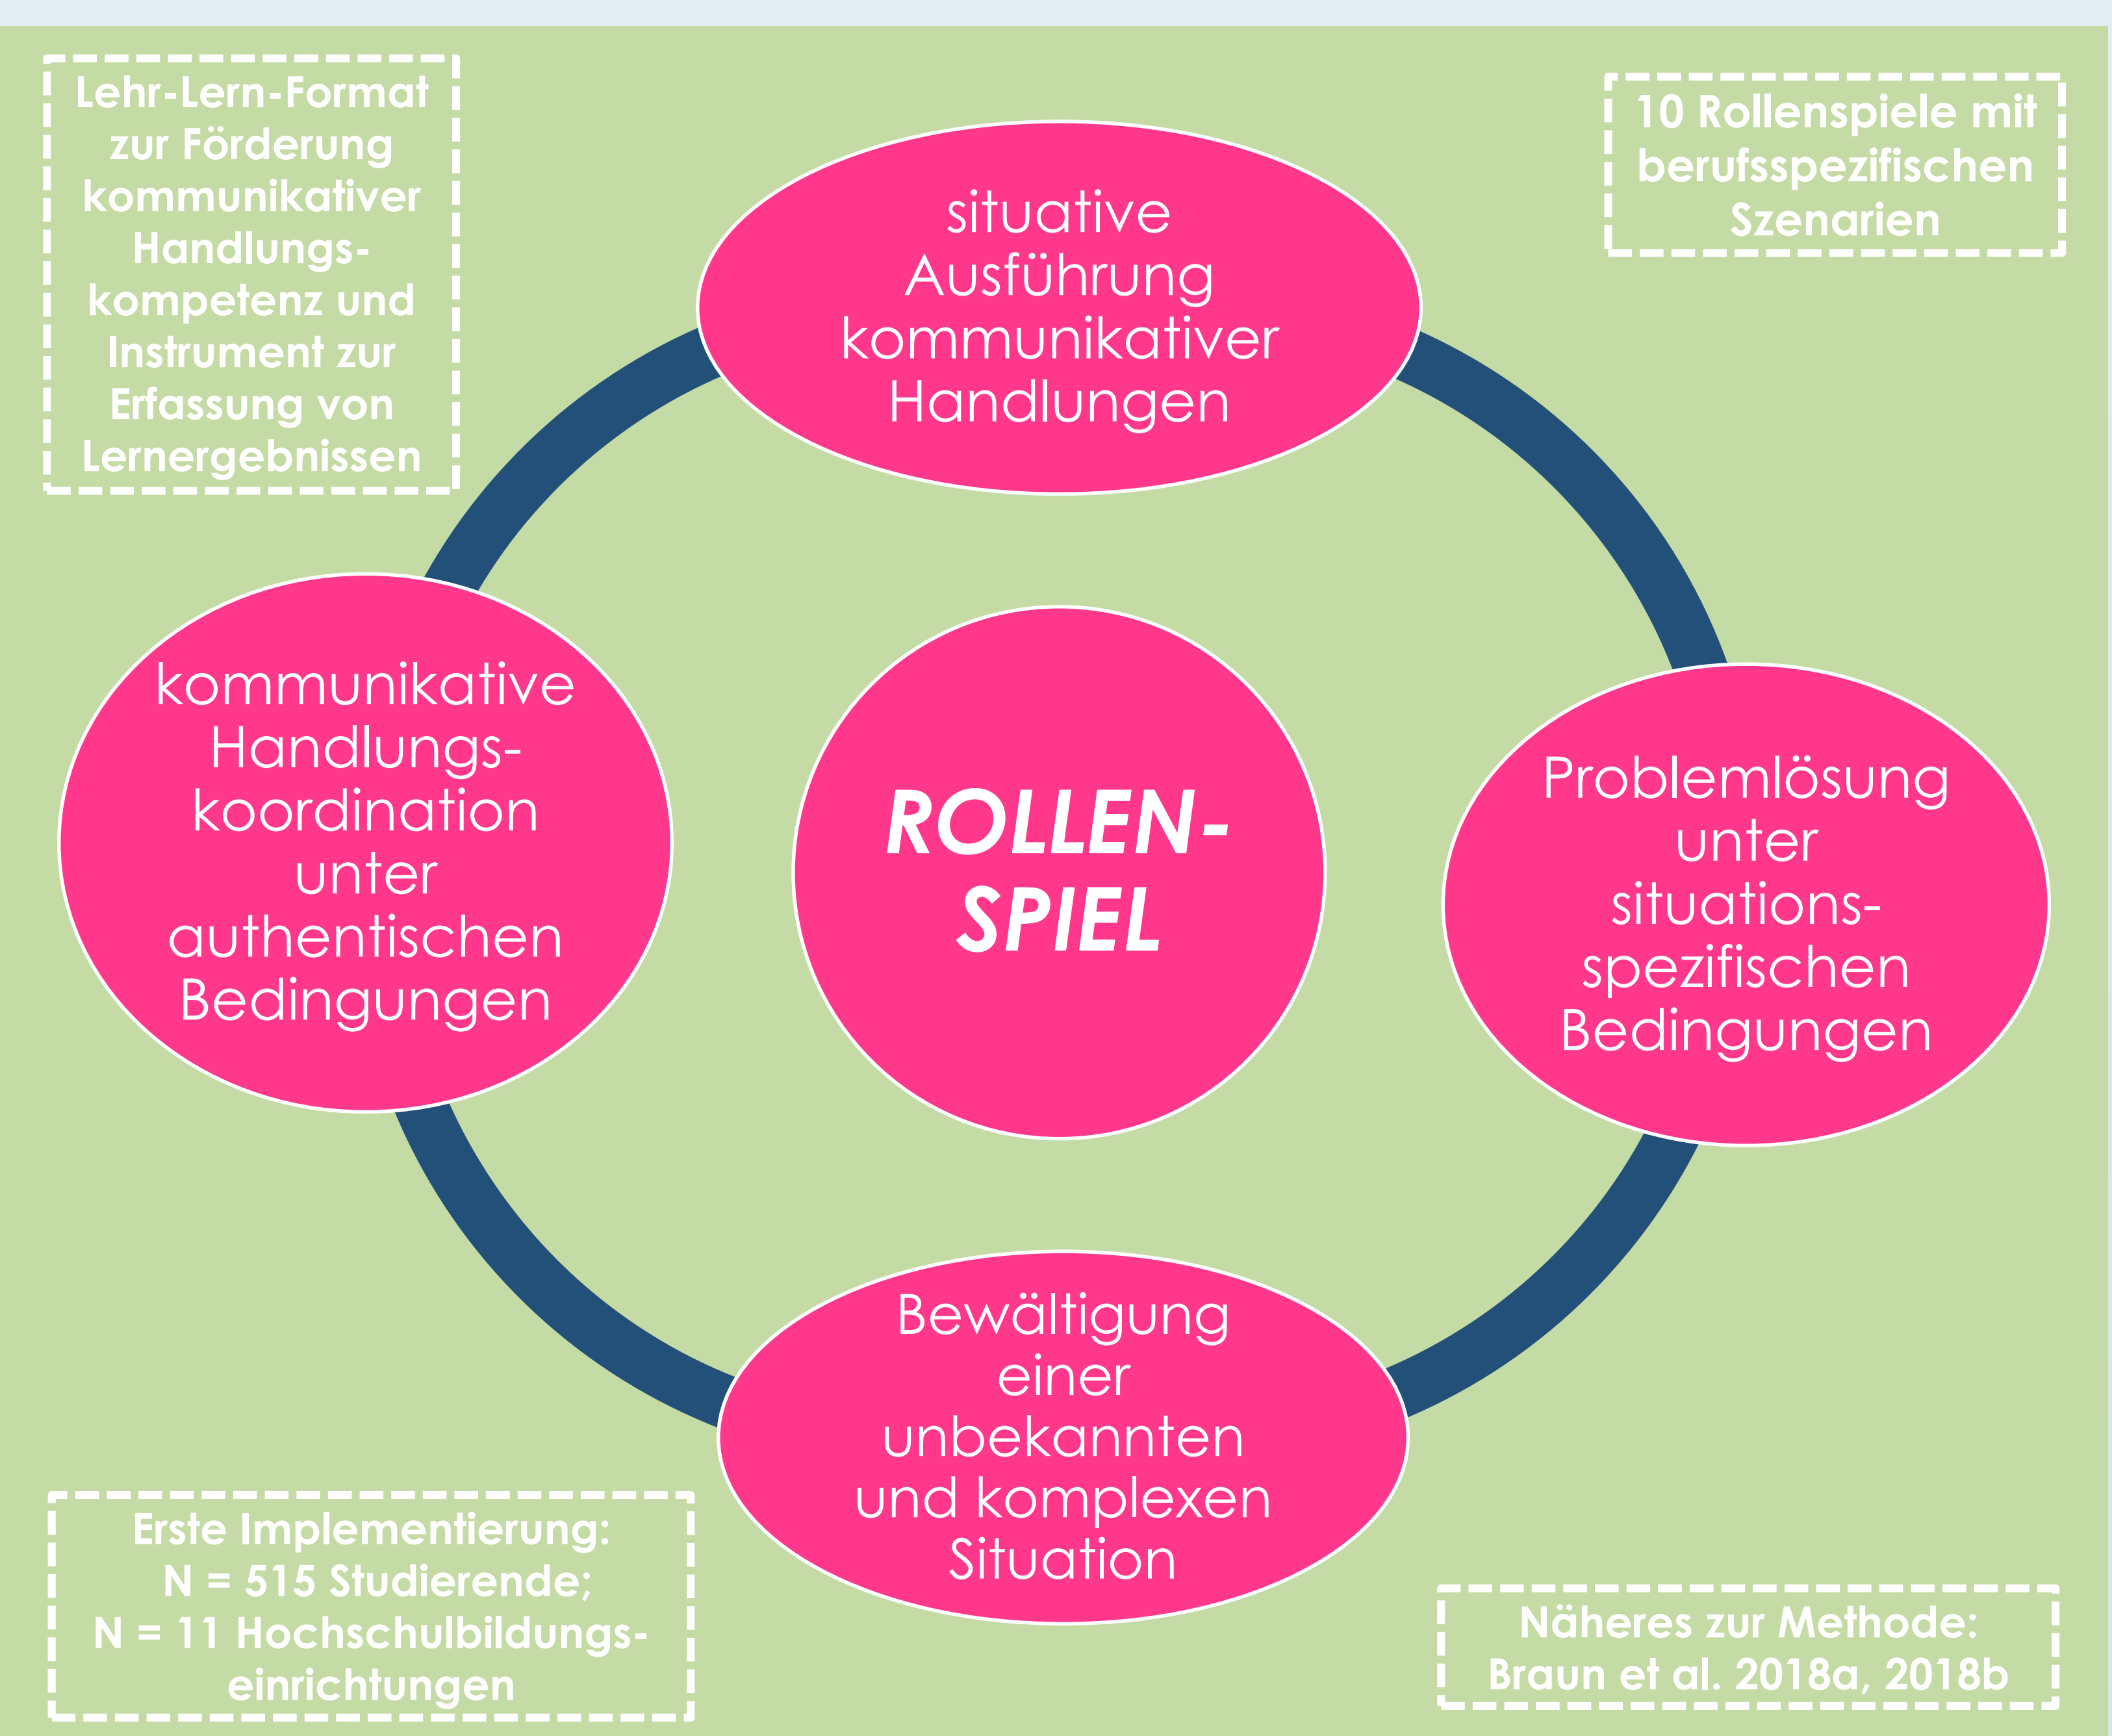 Lehr-Lern-Format
zur Förderung
kommunikativer
Handlungs-
kompetenz und
Instrument zur
Erfassung von
Lernergebnissen
10 Rollenspiele mit
berufsspezifischen
Szenarien
situative
Ausführung
kommunikativer
Handlungen
kommunikative
Handlungs-
koordination
unter
authentischen
Bedingungen
ROLLEN-
SPIEL
Problemlösung
unter
situations-
spezifischen
Bedingungen
Bewältigung
einer
unbekannten
und komplexen
Situation
Erste Implementierung:
N = 515 Studierende;
N = 11 Hochschulbildungs-
einrichtungen
Näheres zur Methode:
Braun et al. 2018a, 2018b